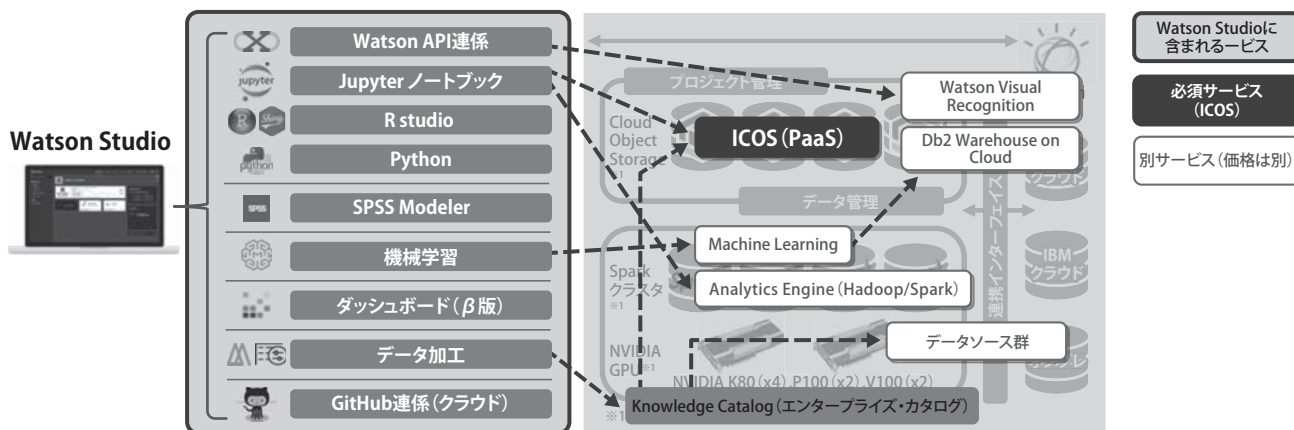 Watson Studio
Watson API連係
Jupyter ノートブック
R studio
Python
SPSS Modeler
機械学習
ダッシュボード（β版）
データ加工
GitHub連係（クラウド）
jupyter
R
Shiny
python
SPSS
プロジェクト管理
Cloud
Object
Storage
※1
ICOS（PaaS）
Watson Visual
Recognition
Db2 Warehouse on
Cloud
データ管理
クラウド
Machine Learning
Spark
クラスタ
※1
Analytics Engine（Hadoop/Spark）
連携インターフェイス
IBM
クラウド
データソース群
NVIDIA
GPU※1
NVIDIA K80（x4）,P100（x2）,V100（x2）
※1
Knowledge Catalog（エンタープライズ・カタログ）
Watson Studioに
含まれるービス
必須サービス
（ICOS）
別サービス（価格は別）